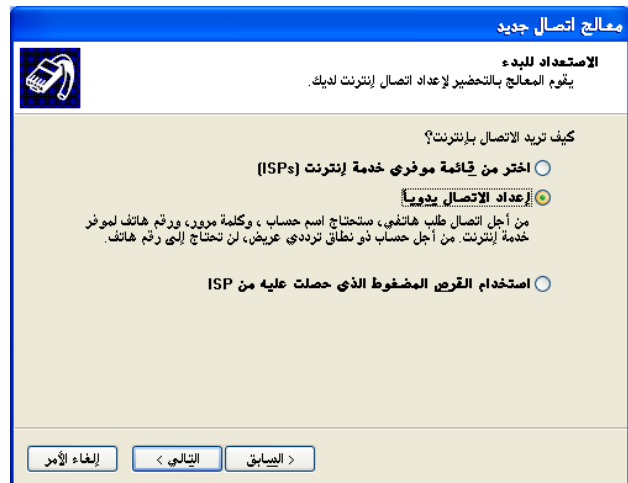 معالج اتصال جديد
الاستعداد للبدء
يقوم المعالج بالتحضير لإعداد اتصال إنترنت لديك.
كيف تريد الاتصال بإنترنت؟
اختر من قائمة موفري خدمة إنترنت (ISPs)
إعداد الاتصال يدوياً
من أجل اتصال طلب هاتفي، ستحتاج اسم حساب ، وكلمة مرور، ورقم هاتف لموفر
خدمة إنترنت. من أجل حساب ذو نطاق ترددي عريض، لن تحتاج إلى رقم هاتف.
استخدام القرص المضغوط الذي حصلت عليه من ISP
< السابق
التالي >
إلغاء الأمر